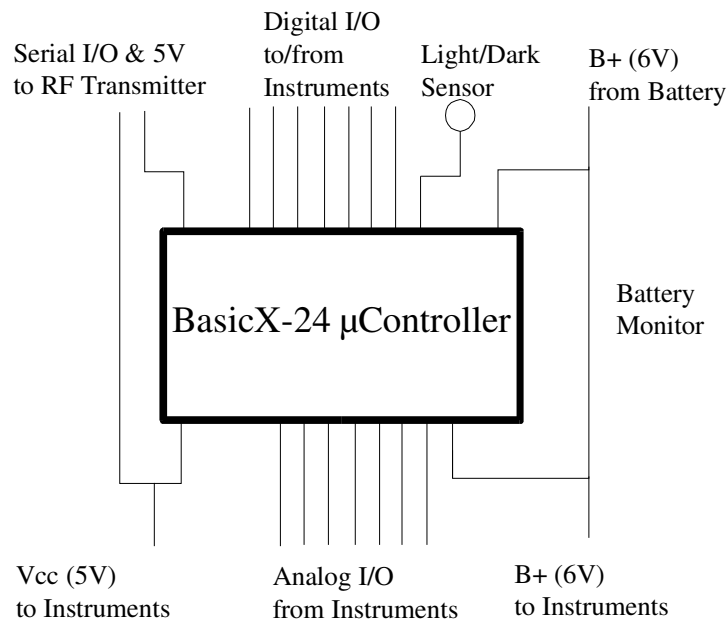 Serial I/O & 5V
to RF Transmitter
Digital I/O
to/from
Instruments
Light/Dark
Sensor
B+ (6V)
from Battery
BasicX-24 µController
Battery
Monitor
Vcc (5V)
to Instruments
Analog I/O
from Instruments
B+ (6V)
to Instruments